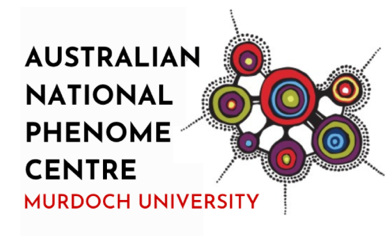 AUSTRALIAN
NATIONAL
PHENOME
CENTRE
MURDOCH UNIVERSITY